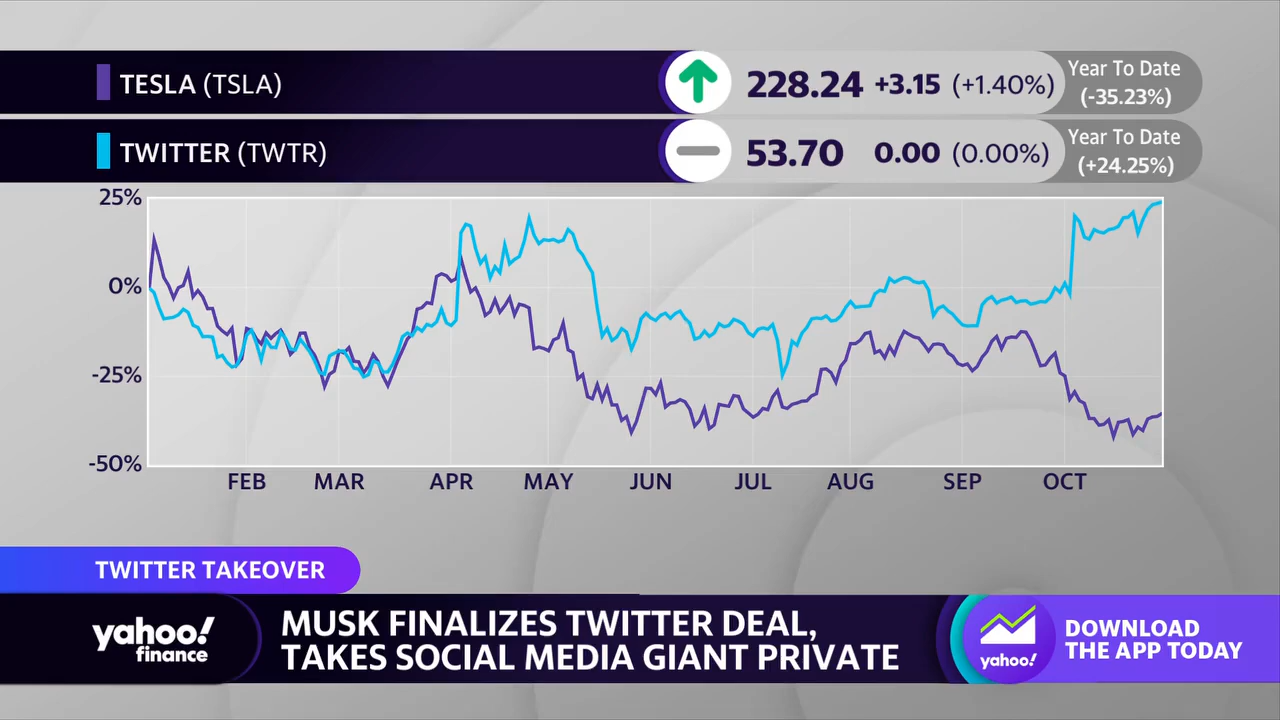 TESLA (TSLA) 228.24 +3.15 (+1.40%) Year To Date
(-35.23%)
TWITTER (TWTR) 53.70 0.00 (0.00%) Year To Date
(+24.25%)
25%
0%
-25%
-50%
FEB MAR APR MAY JUN JUL AUG SEP OCT
TWITTER TAKEOVER
yahoo!
finance
MUSK FINALIZES TWITTER DEAL,
TAKES SOCIAL MEDIA GIANT PRIVATE
yahoo!
DOWNLOAD
THE APP TODAY